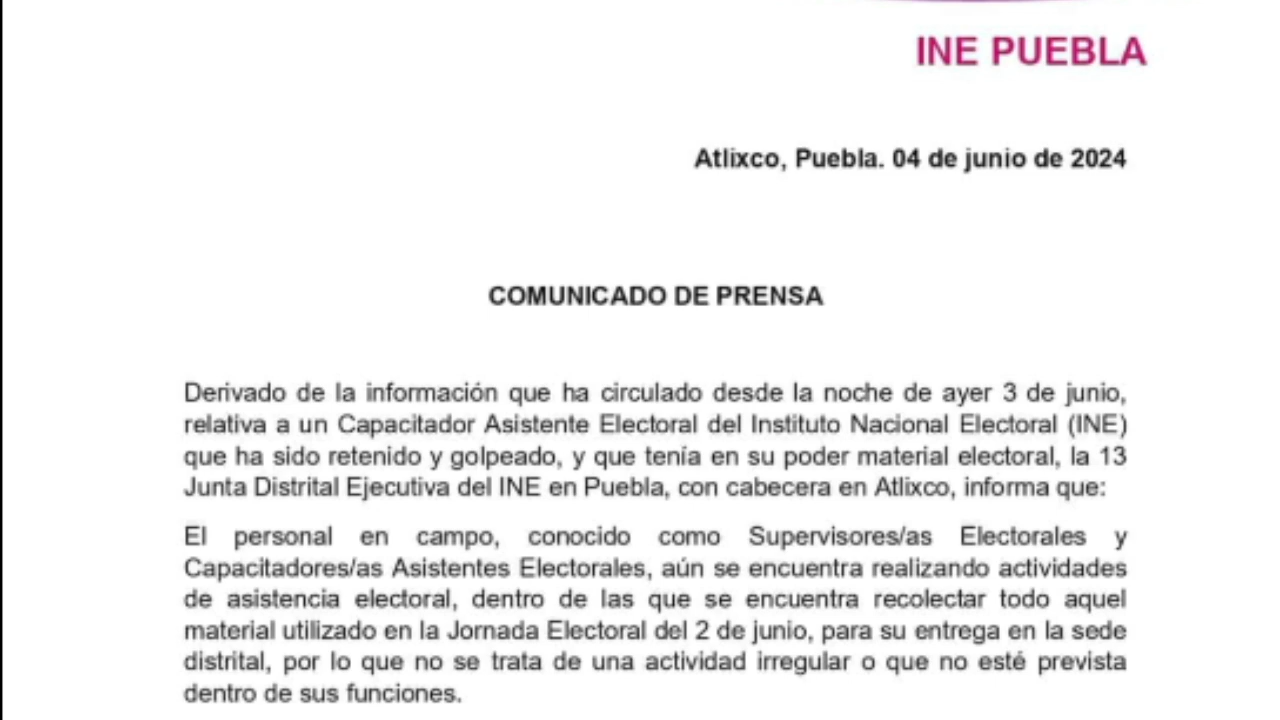 INE PUEBLA
Atlixco, Puebla. 04 de junio de 2024
COMUNICADO DE PRENSA
Derivado de la información que ha circulado desde la noche de ayer 3 de junio,
relativa a un Capacitador Asistente Electoral del Instituto Nacional Electoral (INE)
que ha sido retenido y golpeado, y que tenía en su poder material electoral, la 13
Junta Distrital Ejecutiva del INE en Puebla, con cabecera en Atlixco, informa que:
El personal en campo, conocido como Supervisores/as Electorales y
Capacitadores/as Asistentes Electorales, aún se encuentra realizando actividades
de asistencia electoral, dentro de las que se encuentra recolectar todo aquel
material utilizado en la Jornada Electoral del 2 de junio, para su entrega en la sede
distrital, por lo que no se trata de una actividad irregular o que no esté prevista
dentro de sus funciones.